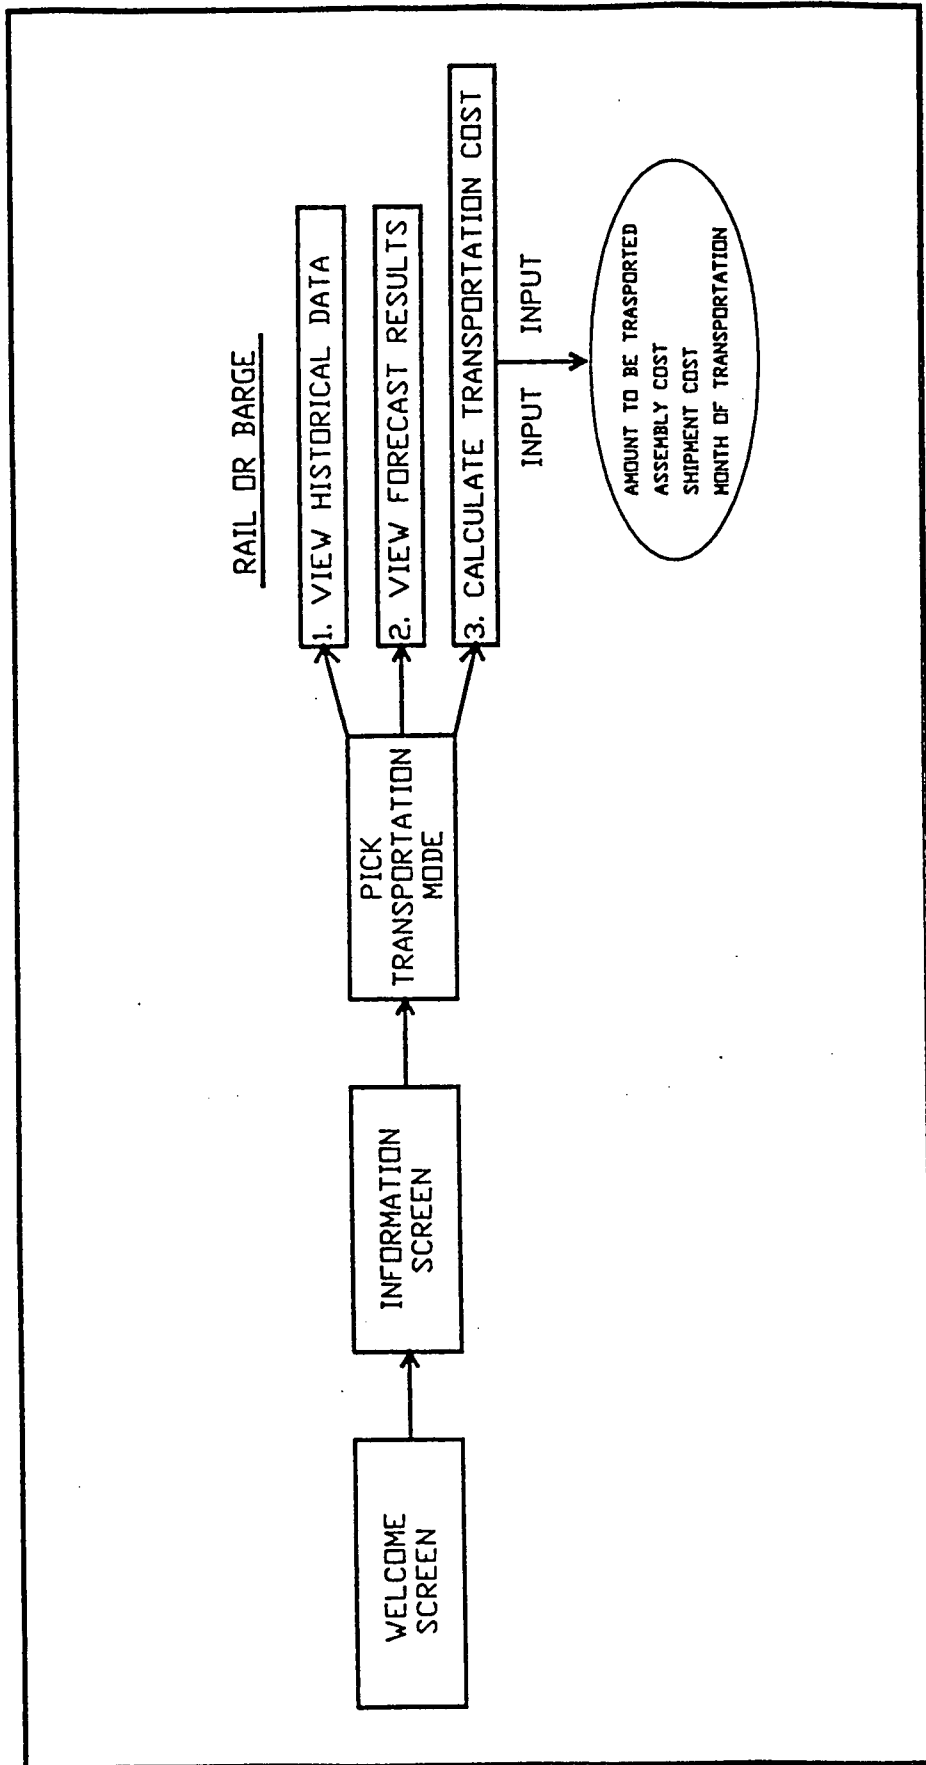 RAIL OR BARGE
WELCOME
SCREEN
INFORMATION
SCREEN
PICK
TRANSPORTATION
MODE
1. VIEW HISTORICAL DATA
2. VIEW FORECAST RESULTS
3. CALCULATE TRANSPORTATION COST
INPUT INPUT
AMOUNT TO BE TRASPORTED
ASSEMBLY COST
SHIPMENT COST
MONTH OF TRANSPORTATION